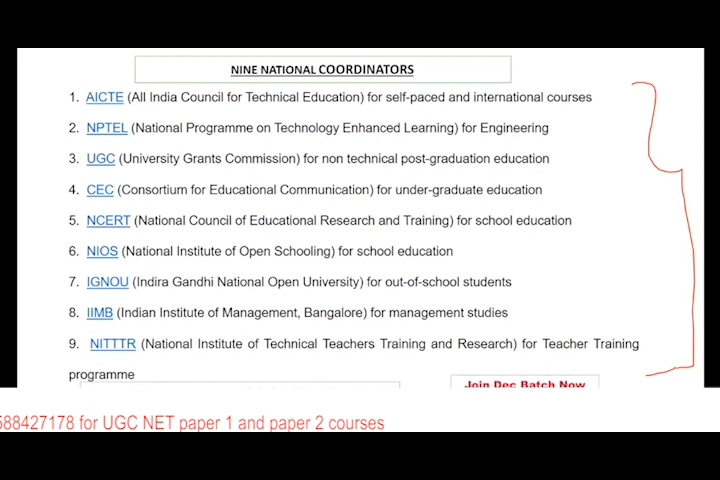 NINE NATIONAL COORDINATORS
1. AICTE (All India Council for Technical Education) for self-paced and international courses
2. NPTEL (National Programme on Technology Enhanced Learning) for Engineering
3. UGC (University Grants Commission) for non technical post-graduation education
4. CEC (Consortium for Educational Communication) for under-graduate education
5. NCERT (National Council of Educational Research and Training) for school education
6. NIOS (National Institute of Open Schooling) for school education
7. IGNOU (Indira Gandhi National Open University) for out-of-school students
8. IIMB (Indian Institute of Management, Bangalore) for management studies
9. NITTTR (National Institute of Technical Teachers Training and Research) for Teacher Training
programme
Join Dec Batch Now
588427178 for UGC NET paper 1 and paper 2 courses